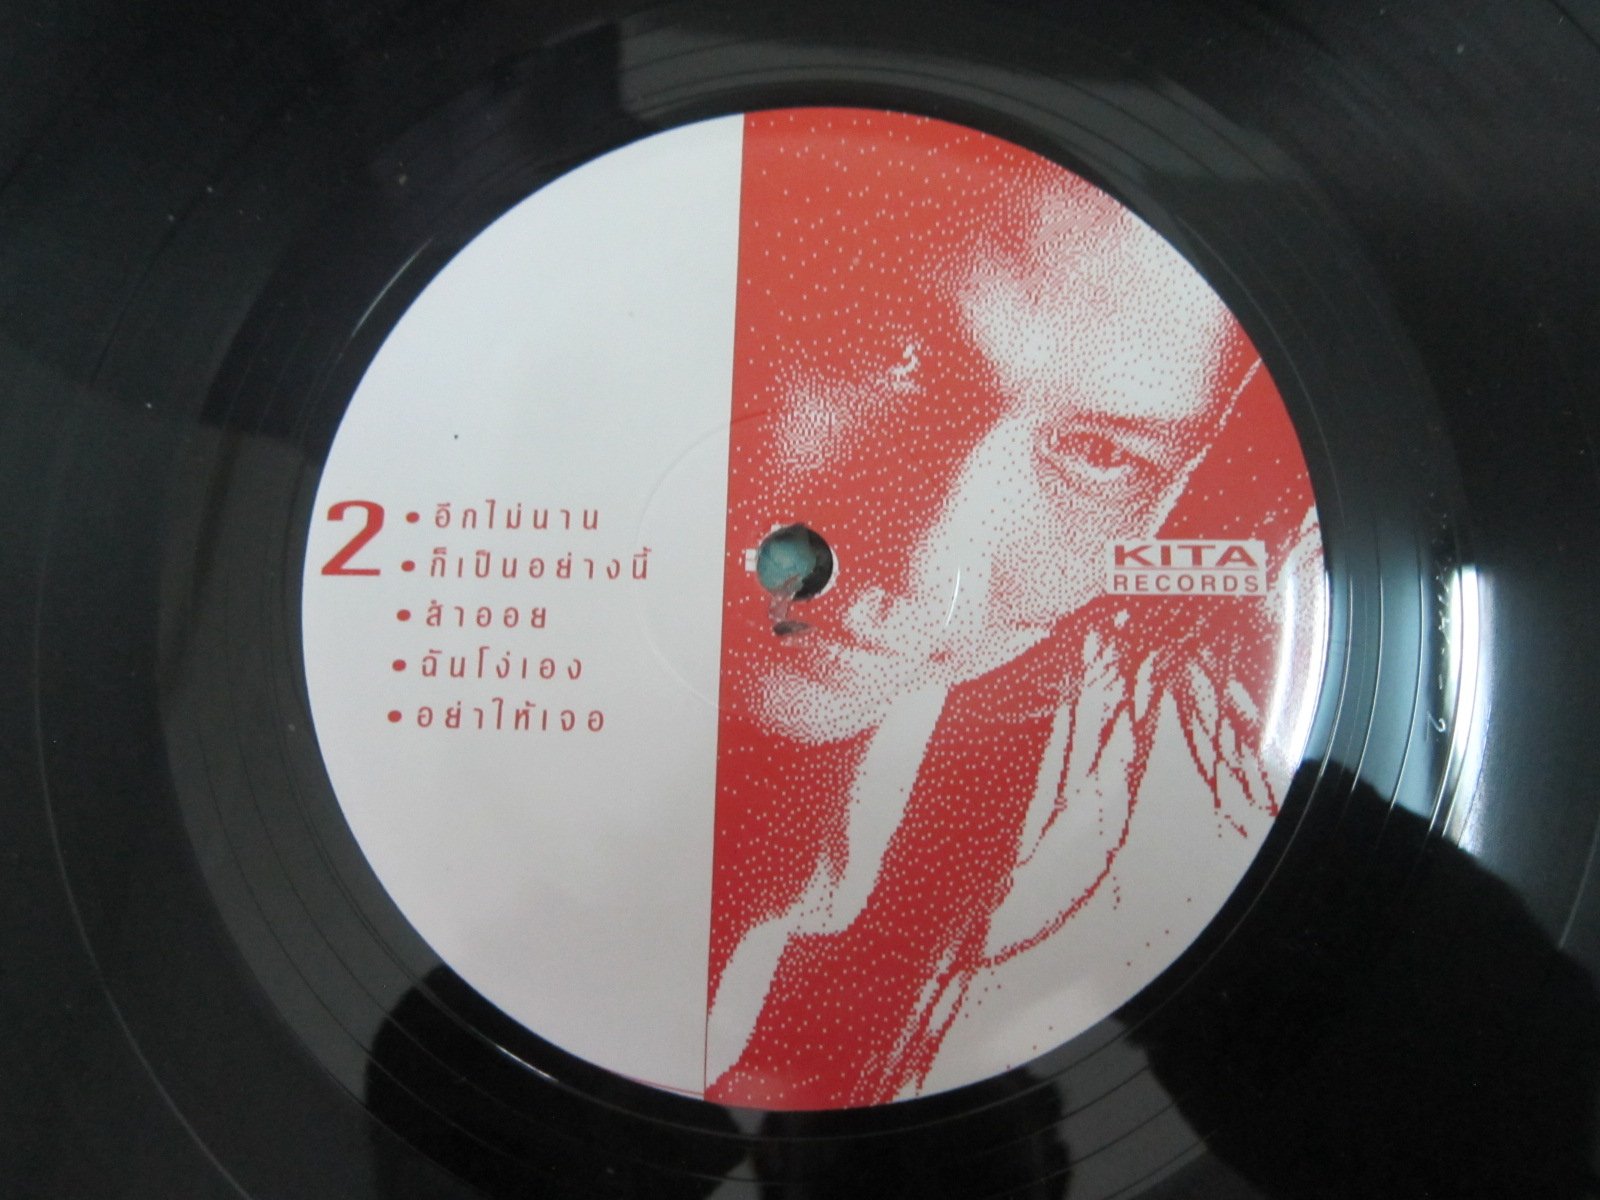 2
• อีกไม่นาน
• ก็เป็นอย่างนี้
• สำออย
• ฉันโง่เอง
• อย่าให้เจอ
KITA
RECORDS